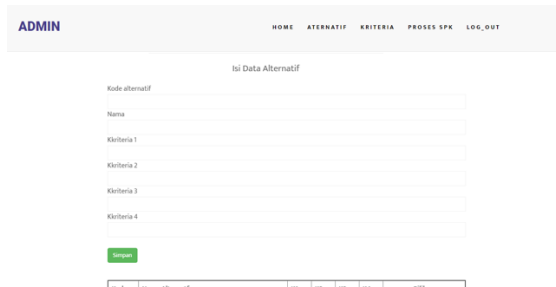 ADMIN
HOME ATERNATIF KRITERIA PROSES SPK LOG_OUT
Isi Data Alternatif
Kode alternatif
Nama
Kkriteria 1
Kkriteria 2
Kkriteria 3
Kkriteria 4
Simpan